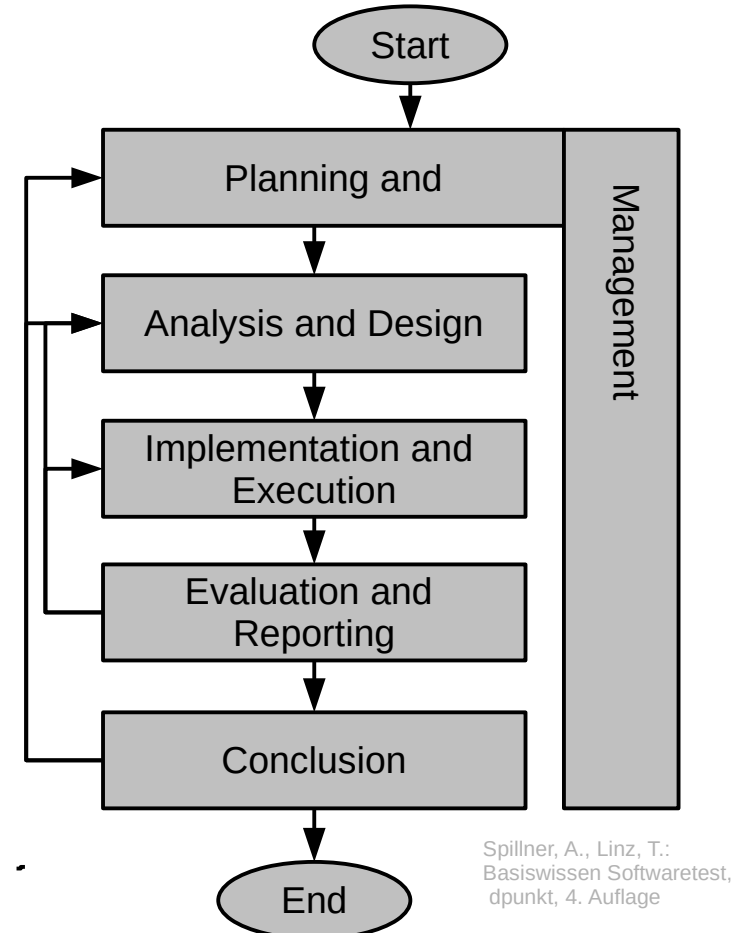 Start
Planning and
Management
Analysis and Design
Implementation and
Execution
Evaluation and
Reporting
Conclusion
End
Spillner, A., Linz, T.:
Basiswissen Softwaretest,
dpunkt, 4. Auflage